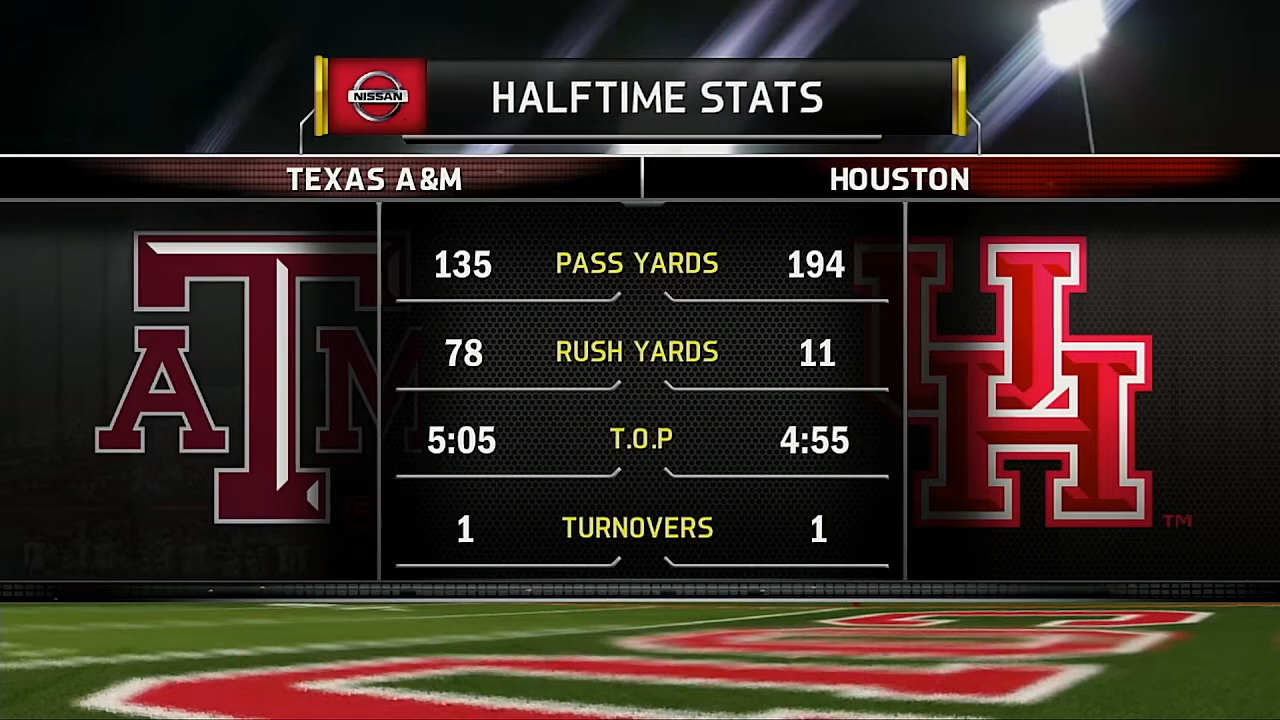 NISSAN
HALFTIME STATS
TEXAS A&M HOUSTON
135 PASS YARDS 194
78 RUSH YARDS 11
5:05 T.O.P 4:55
1 TURNOVERS 1
ATM
UH
TM